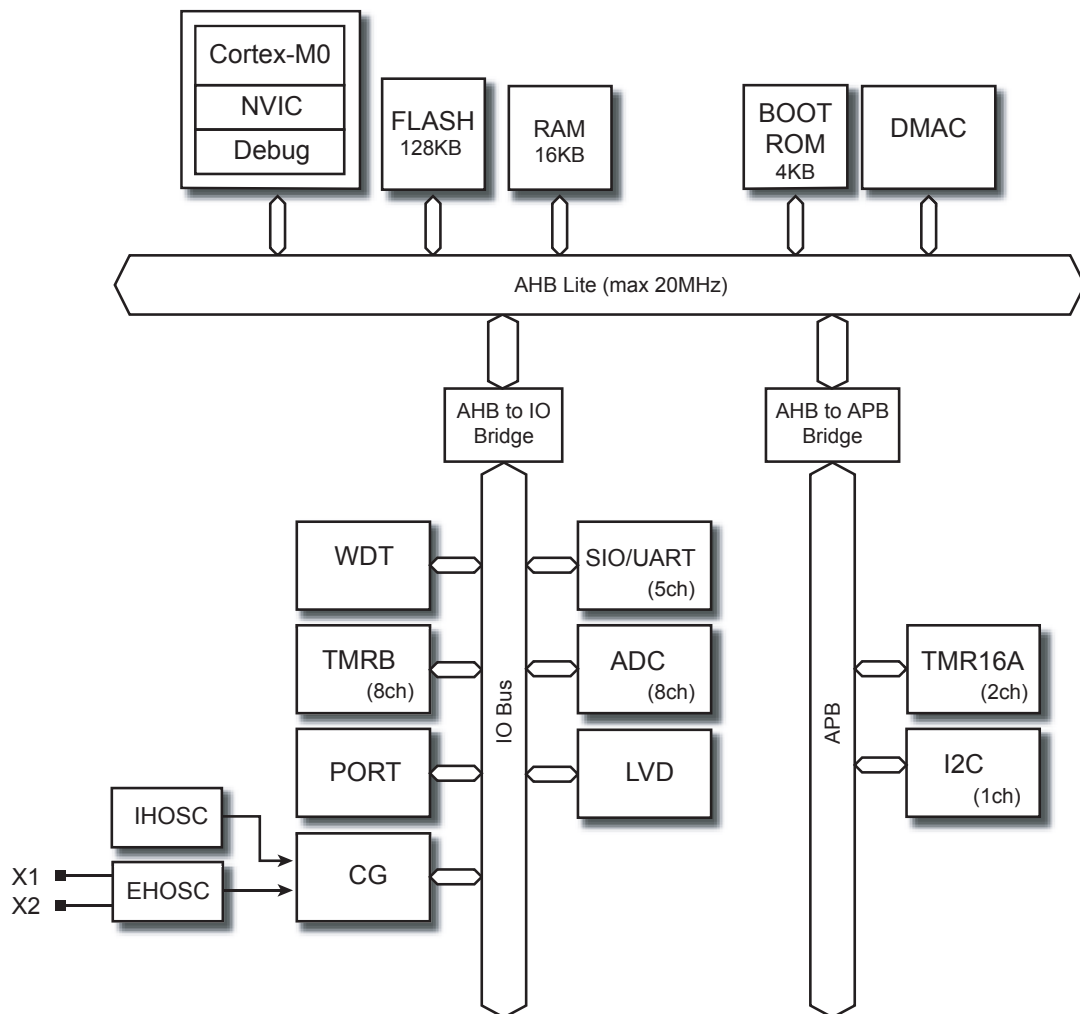 Cortex-M0
NVIC
Debug
FLASH
128KB
RAM
16KB
BOOT
ROM
4KB
DMAC
AHB Lite (max 20MHz)
AHB to IO
Bridge
AHB to APB
Bridge
WDT
SIO/UART
(5ch)
TMRB
(8ch)
ADC
(8ch)
IO Bus
APB
TMR16A
(2ch)
PORT
LVD
I2C
(1ch)
IHOSC
X1
X2
EHOSC
CG